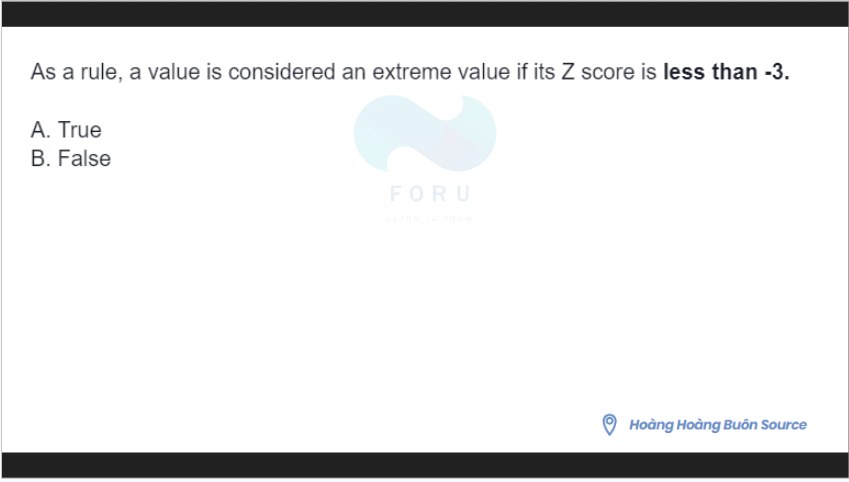 As a rule, a value is considered an extreme value if its Z score is less than -3.
A. True
B. False
FORU
Hoàng Hoàng Buôn Source